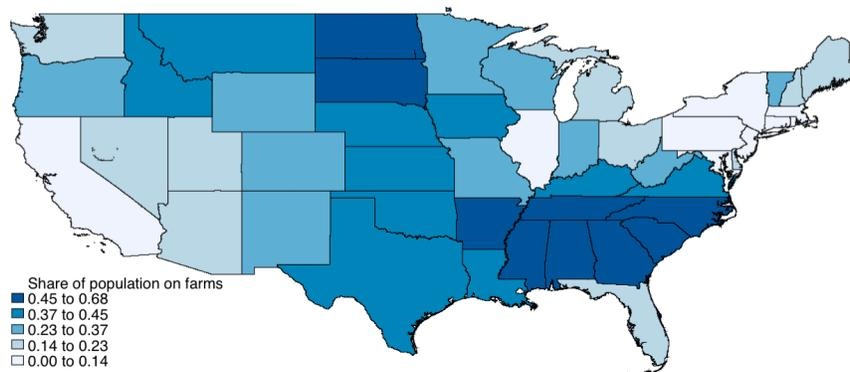 Share of population on farms
0.45 to 0.68
0.37 to 0.45
0.23 to 0.37
0.14 to 0.23
0.00 to 0.14